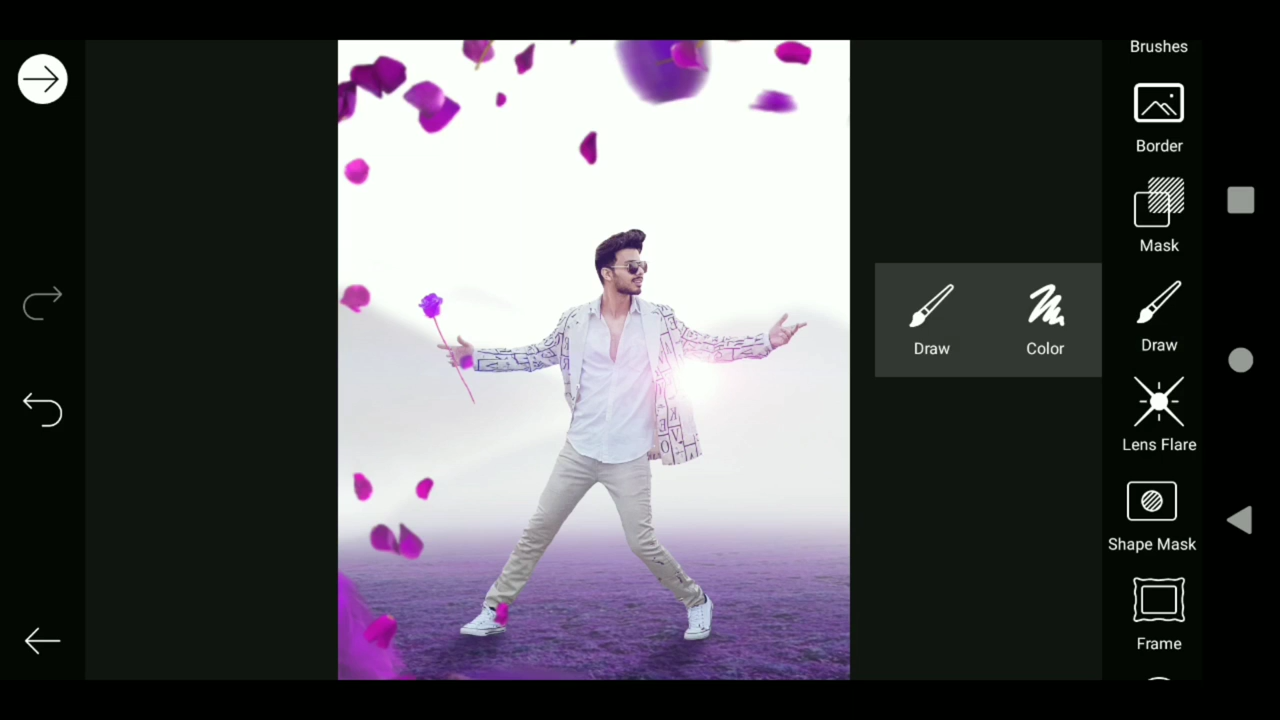 Brushes
Border
Mask
Draw
Color
Draw
Lens Flare
Shape Mask
Frame